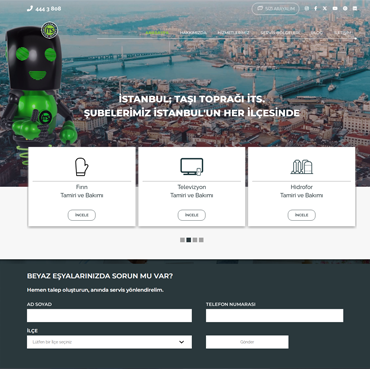 444 3 808
ITS
İSTANBUL; TAŞI TOPRAĞI İTS,
ŞUBELERİMİZ İSTANBUL'UN HER İLÇESİNDE
Fırın
Tamiri ve Bakımı
İNCELE
Televizyon
Tamiri ve Bakımı
İNCELE
Hidrofor
Tamiri ve Bakımı
İNCELE
BEYAZ EŞYALARINIZDA SORUN MU VAR?
Hemen talep oluşturun, anında servis yönlendirelim.
AD SOYAD
TELEFON NUMARASI
İLÇE
Lütfen bir ilçe seçiniz
Gönder